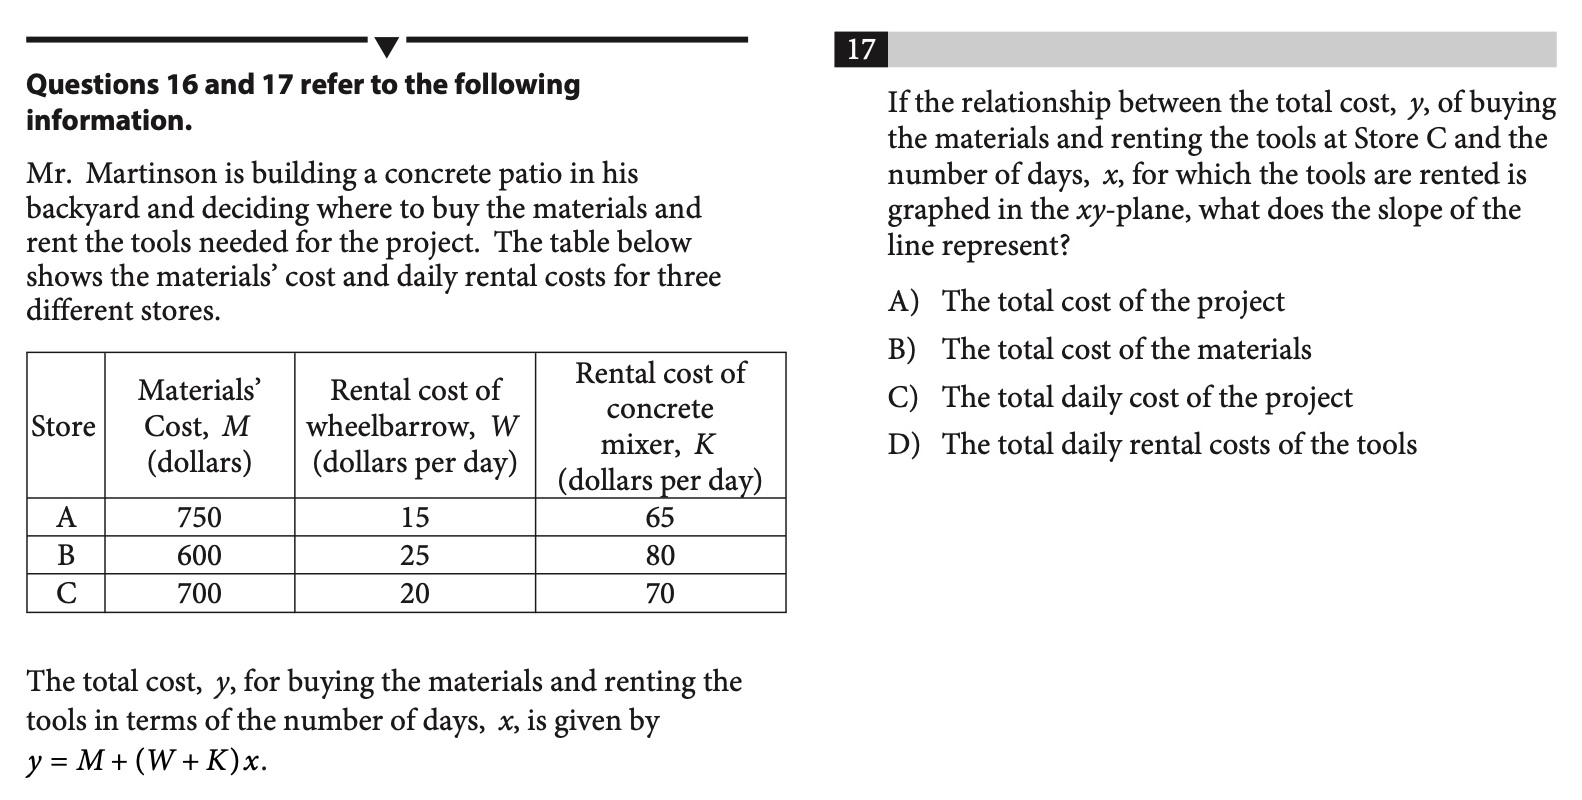 Questions 16 and 17 refer to the following
information.
Mr. Martinson is building a concrete patio in his
backyard and deciding where to buy the materials and
rent the tools needed for the project. The table below
shows the materials’ cost and daily rental costs for three
different stores.
Store
Materials’
Cost, M
(dollars)
Rental cost of
wheelbarrow, W
(dollars per day)
Rental cost of
concrete
mixer, K
(dollars per day)
A 750 15 65
B 600 25 80
C 700 20 70
The total cost, y, for buying the materials and renting the
tools in terms of the number of days, x, is given by
y = M + (W + K)x.
17
If the relationship between the total cost, y, of buying
the materials and renting the tools at Store C and the
number of days, x, for which the tools are rented is
graphed in the xy-plane, what does the slope of the
line represent?
A) The total cost of the project
B) The total cost of the materials
C) The total daily cost of the project
D) The total daily rental costs of the tools